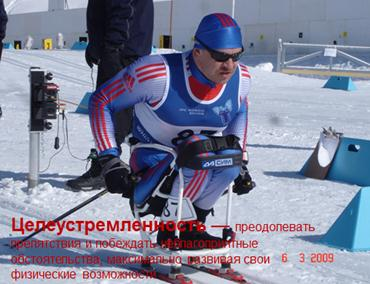 Целеустремленность — преодолевать
препятствия и побеждать неблагоприятные
обстоятельства, максимально развивая свои
физические возможности.
6 3 2009